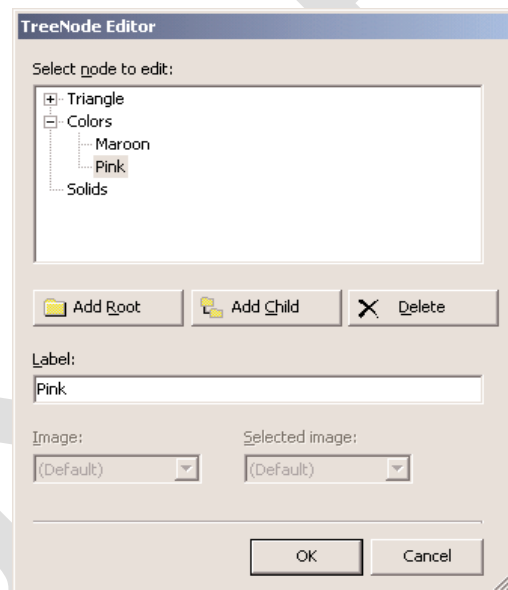 TreeNode Editor
Select node to edit:
Triangle
Colors
Maroon
Pink
Solids
Add Root Add Child Delete
Label:
Pink
Image: Selected image:
(Default) (Default)
OK Cancel